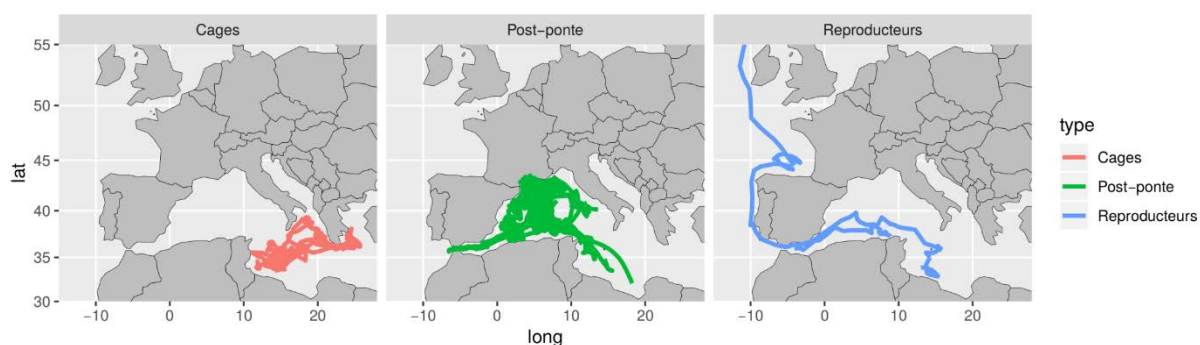 Cages
Post-ponte
Reproducteurs
55
50
45
40
35
30
lat
−10
0
10
20
−10
0
10
20
−10
0
10
20
long
type
Cages
Post-ponte
Reproducteurs